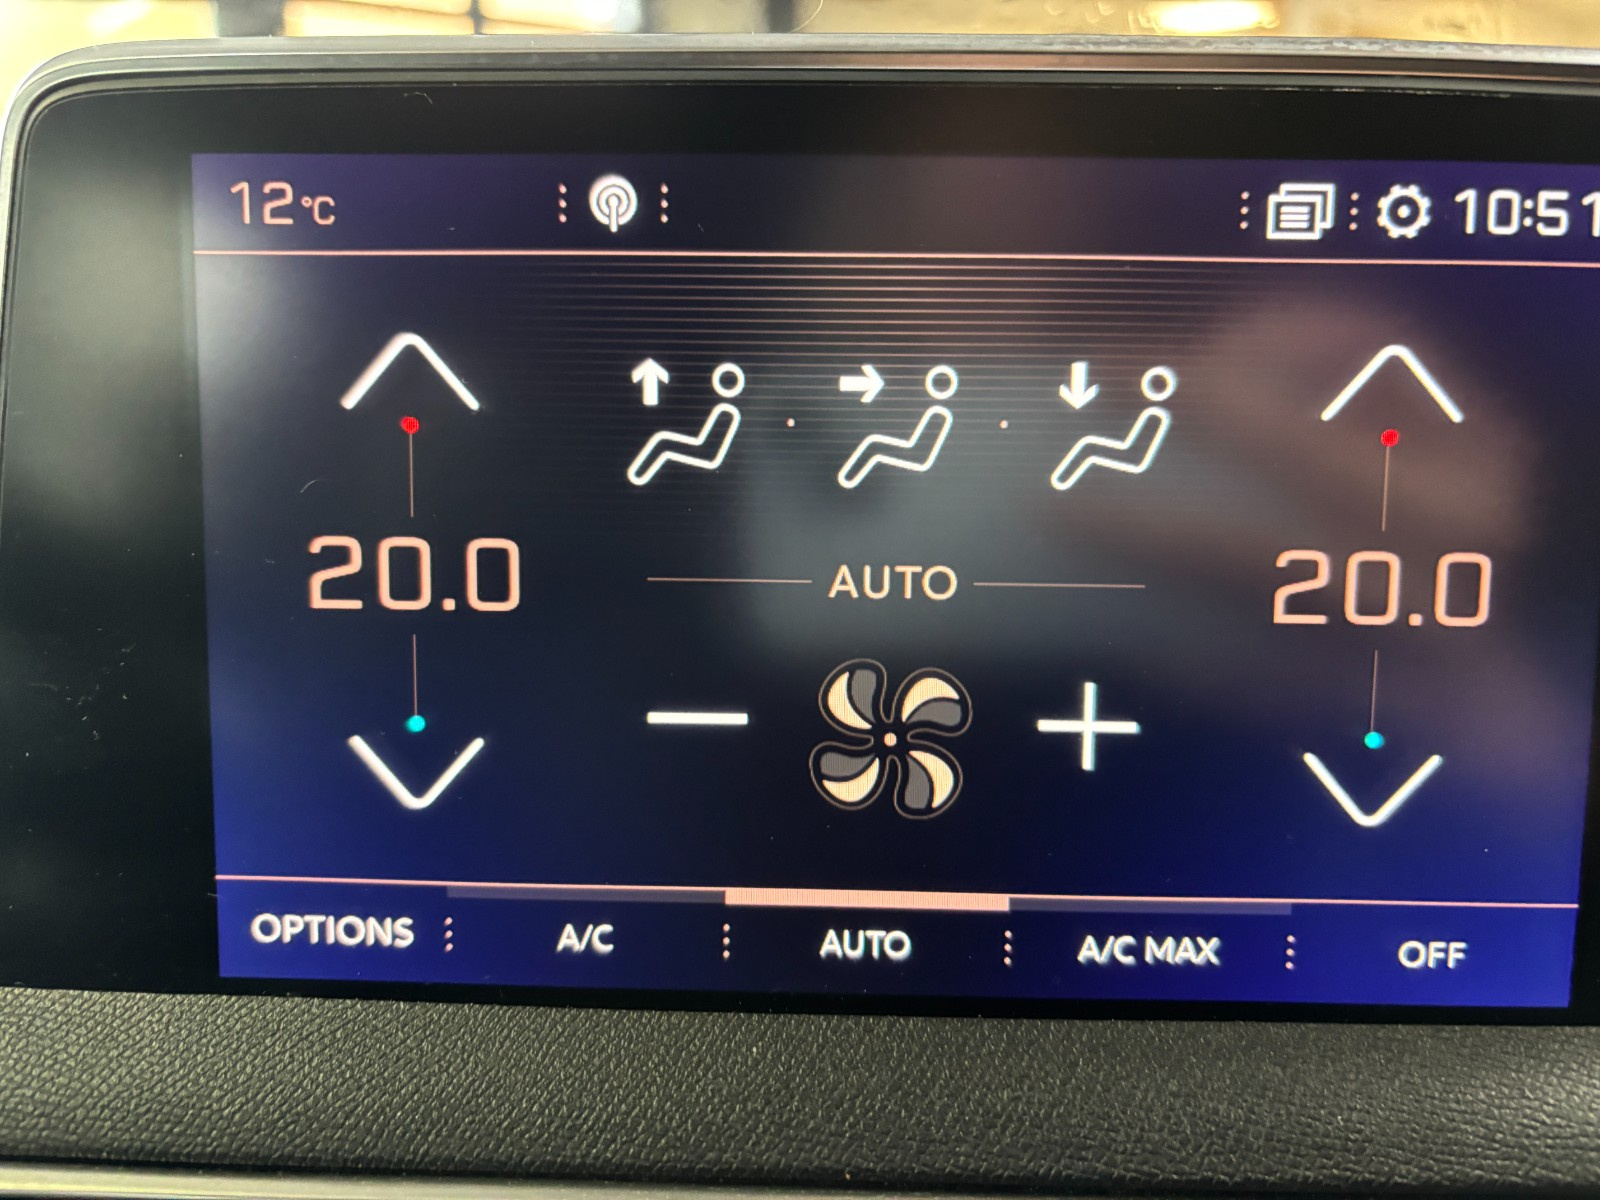 12°C
10:51
20.0
AUTO
20.0
OPTIONS
A/C
AUTO
A/C MAX
OFF